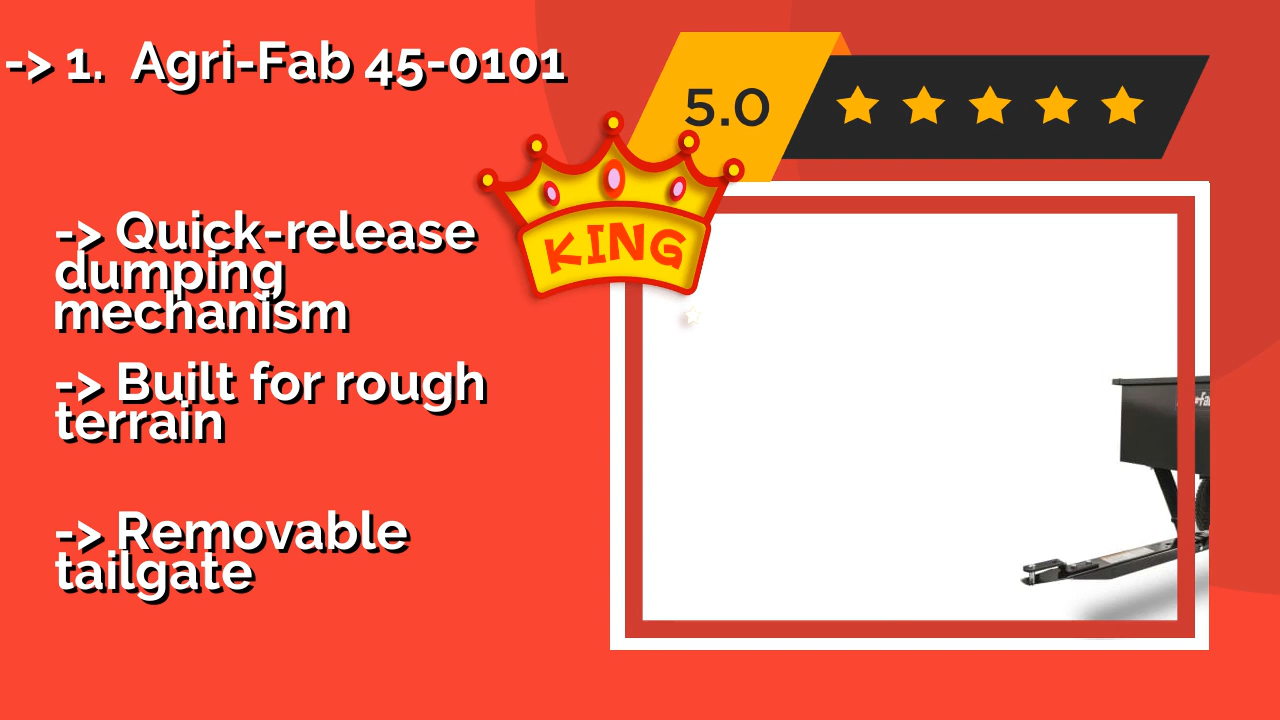 -> 1. Agri-Fab 45-0101
5.0
KING
-> Quick-release
dumping
mechanism
-> Built for rough
terrain
-> Removable
tailgate